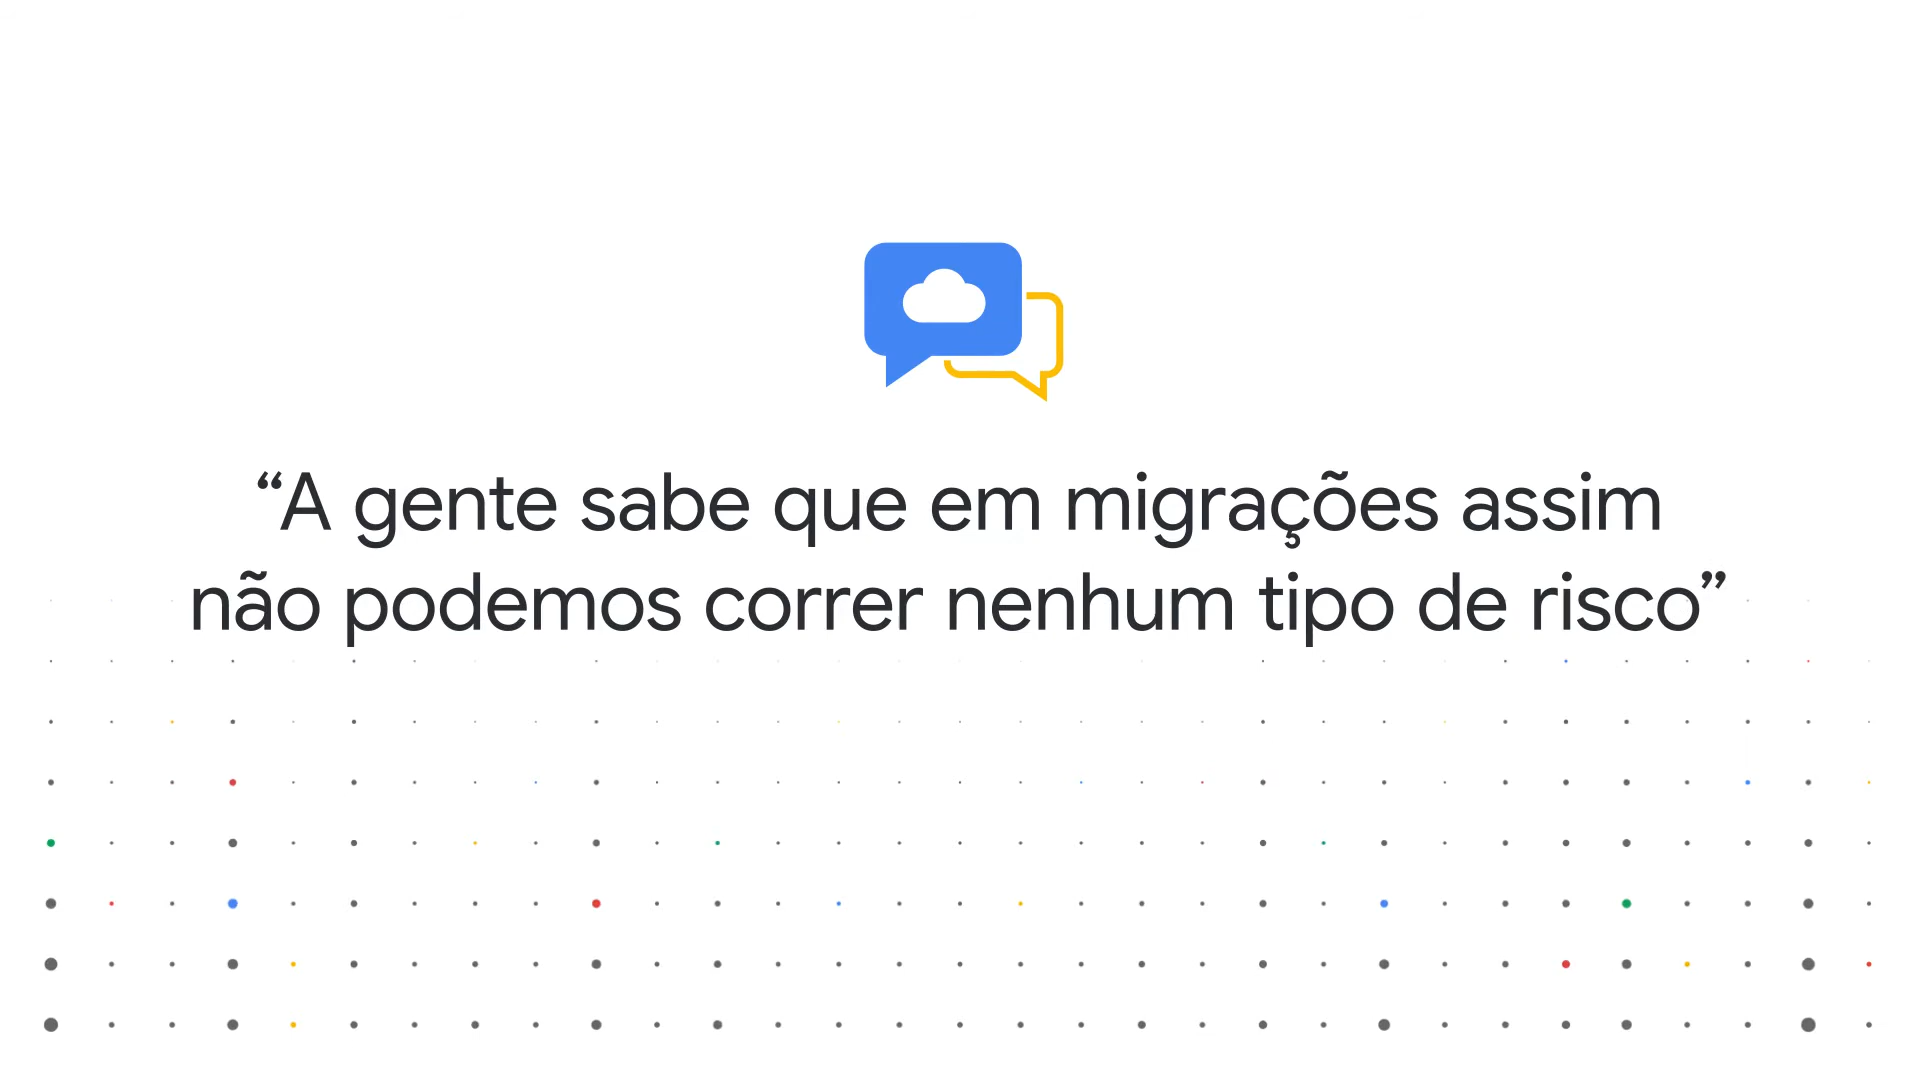 “A gente sabe que em migrações assim
não podemos correr nenhum tipo de risco”